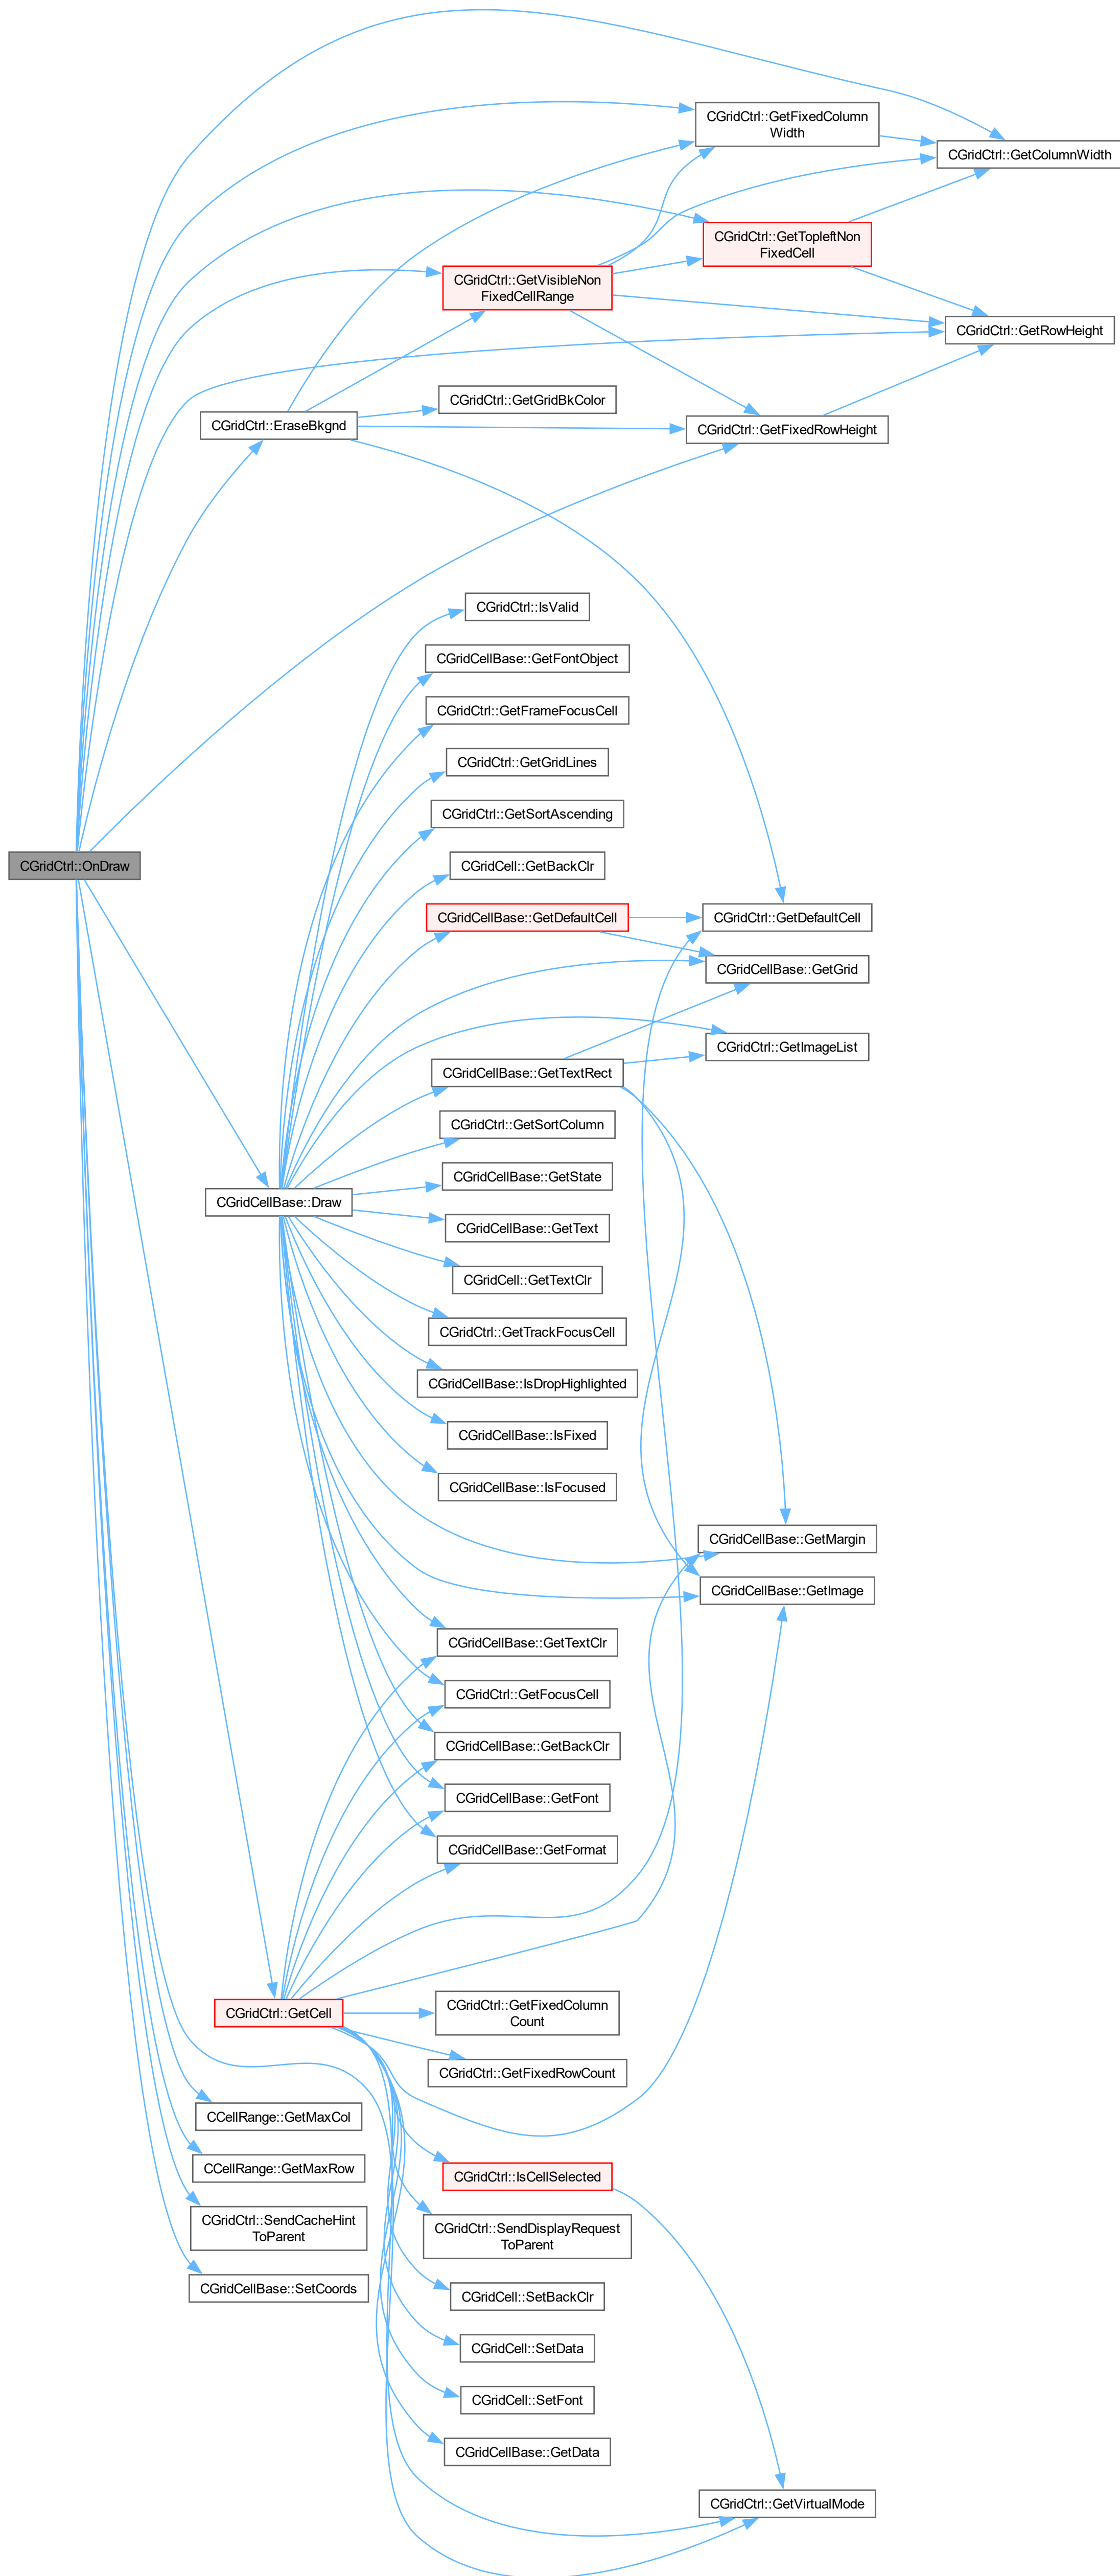 CGridCtrl::GetFixedColumn
Width
CGridCtrl::GetColumnWidth
CGridCtrl::GetTopleftNon
FixedCell
CGridCtrl::GetVisibleNon
FixedCellRange
CGridCtrl::GetRowHeight
CGridCtrl::GetGridBkColor
CGridCtrl::EraseBkgnd
CGridCtrl::GetFixedRowHeight
CGridCtrl::IsValid
CGridCellBase::GetFontObject
CGridCtrl::GetFrameFocusCell
CGridCtrl::GetGridLines
CGridCtrl::GetSortAscending
CGridCtrl::OnDraw
CGridCell::GetBackClr
CGridCellBase::GetDefaultCell
CGridCtrl::GetDefaultCell
CGridCellBase::GetGrid
CGridCtrl::GetImageList
CGridCellBase::GetTextRect
CGridCtrl::GetSortColumn
CGridCellBase::GetState
CGridCellBase::Draw
CGridCellBase::GetText
CGridCell::GetTextClr
CGridCtrl::GetTrackFocusCell
CGridCellBase::IsDropHighlighted
CGridCellBase::IsFixed
CGridCellBase::IsFocused
CGridCellBase::GetMargin
CGridCellBase::GetImage
CGridCellBase::GetTextClr
CGridCtrl::GetFocusCell
CGridCellBase::GetBackClr
CGridCellBase::GetFont
CGridCellBase::GetFormat
CGridCtrl::GetCell
CGridCtrl::GetFixedColumn
Count
CGridCtrl::GetFixedRowCount
CCellRange::GetMaxCol
CCellRange::GetMaxRow
CGridCtrl::IsCellSelected
CGridCtrl::SendCacheHint
ToParent
CGridCtrl::SendDisplayRequest
ToParent
CGridCellBase::SetCoords
CGridCell::SetBackClr
CGridCell::SetData
CGridCell::SetFont
CGridCellBase::GetData
CGridCtrl::GetVirtualMode